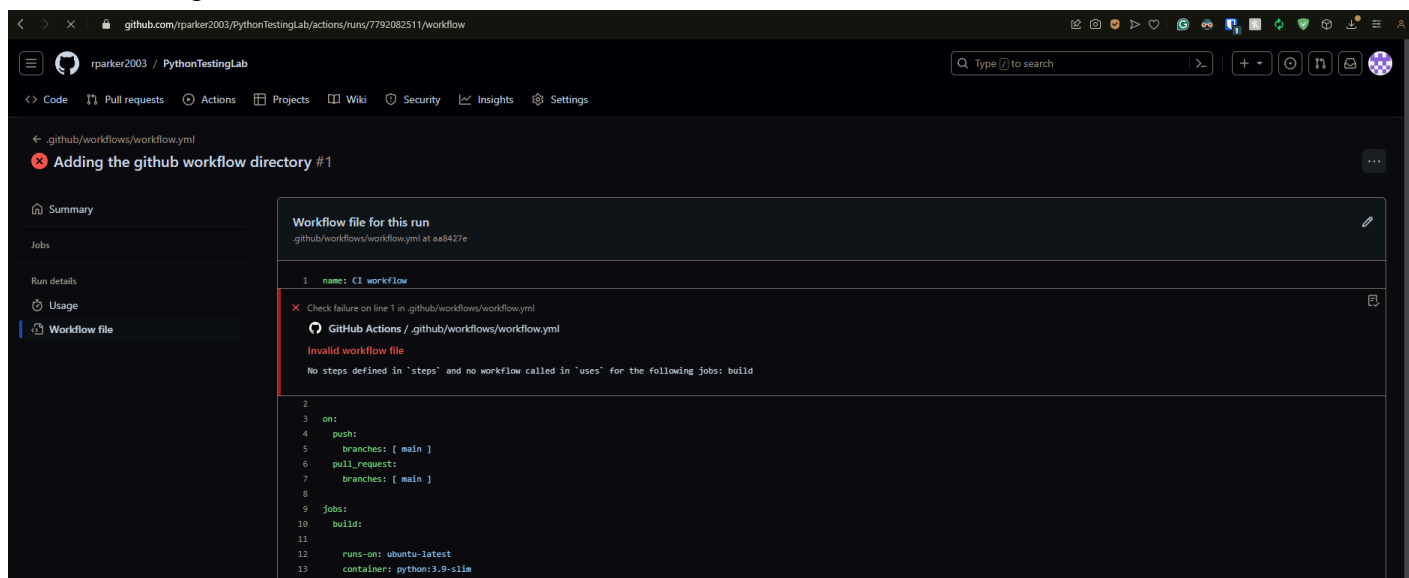 github.com/rparker2003/PythonTestingLab/actions/runs/7792082511/workflow
rparker2003 / PythonTestingLab
Type / to search
Code Pull requests Actions Projects Wiki Security Insights Settings
.github/workflows/workflow.yml
Adding the github workflow directory #1
Summary
Jobs
Run details
Usage
Workflow file
Workflow file for this run
.github/workflows/workflow.yml at aa8427e
1 name: CI workflow
Check failure on line 1 in .github/workflows/workflow.yml
GitHub Actions / .github/workflows/workflow.yml
Invalid workflow file
No steps defined in `steps` and no workflow called in `uses` for the following jobs: build
2
3 on:
4 push:
5 branches: [ main ]
6 pull_request:
7 branches: [ main ]
8
9 jobs:
10 build:
11
12 runs-on: ubuntu-latest
13 container: python:3.9-slim